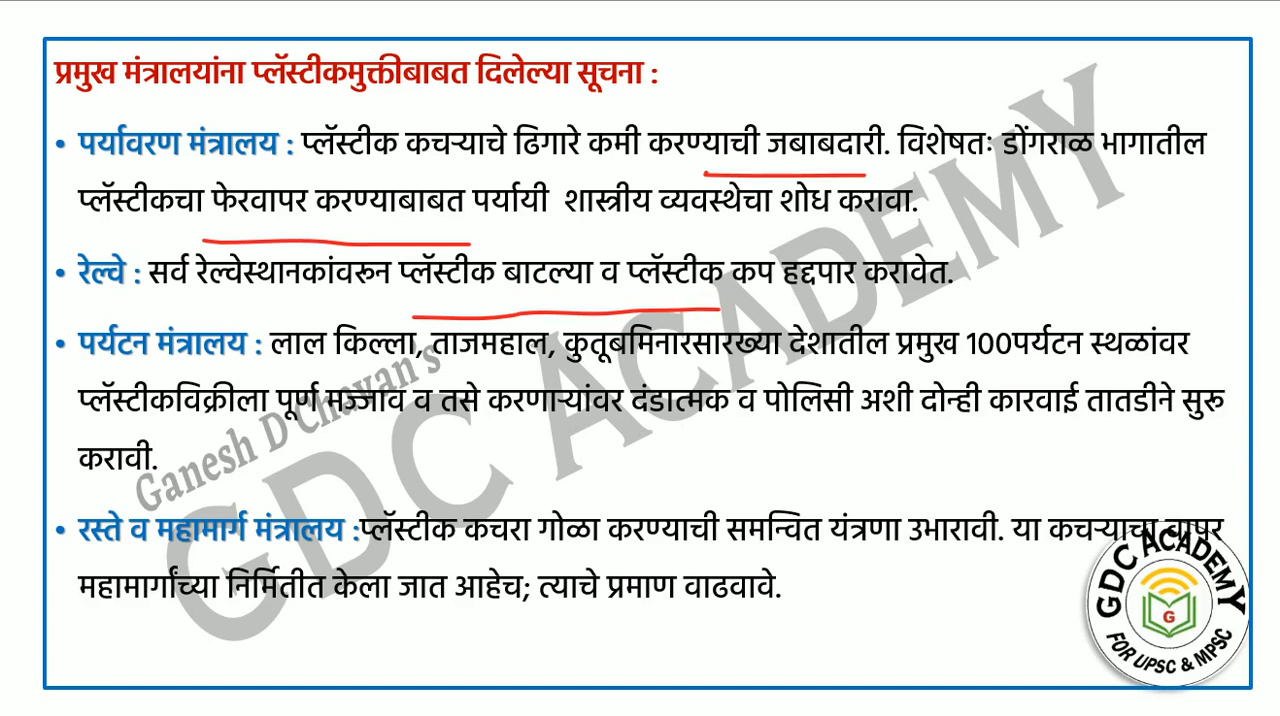 प्रमुख मंत्रालयांना प्लॅस्टीकमुक्तीबाबत दिलेल्या सूचना :
• पर्यावरण मंत्रालय : प्लॅस्टीक कचऱ्याचे ढिगारे कमी करण्याची जबाबदारी. विशेषतः डोंगराळ भागातील
प्लॅस्टीकचा फेरवापर करण्याबाबत पर्यायी शास्त्रीय व्यवस्थेचा शोध करावा.
• रेल्वे : सर्व रेल्वेस्थानकांवरून प्लॅस्टीक बाटल्या व प्लॅस्टीक कप हद्दपार करावेत.
• पर्यटन मंत्रालय : लाल किल्ला, ताजमहाल, कुतूबमिनारसारख्या देशातील प्रमुख 100पर्यटन स्थळांवर
प्लॅस्टीकविक्रीला पूर्ण मज्जाव व तसे करणाऱ्यांवर दंडात्मक व पोलिसी अशी दोन्ही कारवाई तातडीने सुरू
करावी.
• रस्ते व महामार्ग मंत्रालय :प्लॅस्टीक कचरा गोळा करण्याची समन्वित यंत्रणा उभारावी. या कचऱ्याचा वापर
महामार्गांच्या निर्मितीत केला जात आहेच; त्याचे प्रमाण वाढवावे.
Ganesh D Chavan's
GDC ACADEMY
GDC ACADEMY
G
FOR UPSC & MPSC